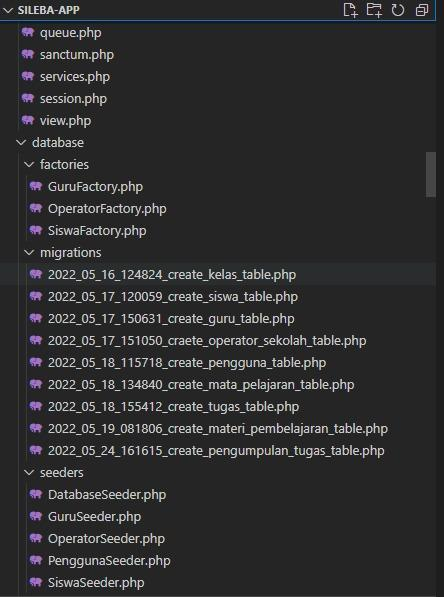 SILEBA-APP
queue.php
sanctum.php
services.php
session.php
view.php
database
factories
GuruFactory.php
OperatorFactory.php
SiswaFactory.php
migrations
2022_05_16_124824_create_kelas_table.php
2022_05_17_120059_create_siswa_table.php
2022_05_17_150631_create_guru_table.php
2022_05_17_151050_craete_operator_sekolah_table.php
2022_05_18_115718_create_pengguna_table.php
2022_05_18_134840_create_mata_pelajaran_table.php
2022_05_18_155412_create_tugas_table.php
2022_05_19_081806_create_materi_pembelajaran_table.php
2022_05_24_161615_create_pengumpulan_tugas_table.php
seeders
DatabaseSeeder.php
GuruSeeder.php
OperatorSeeder.php
PenggunaSeeder.php
SiswaSeeder.php